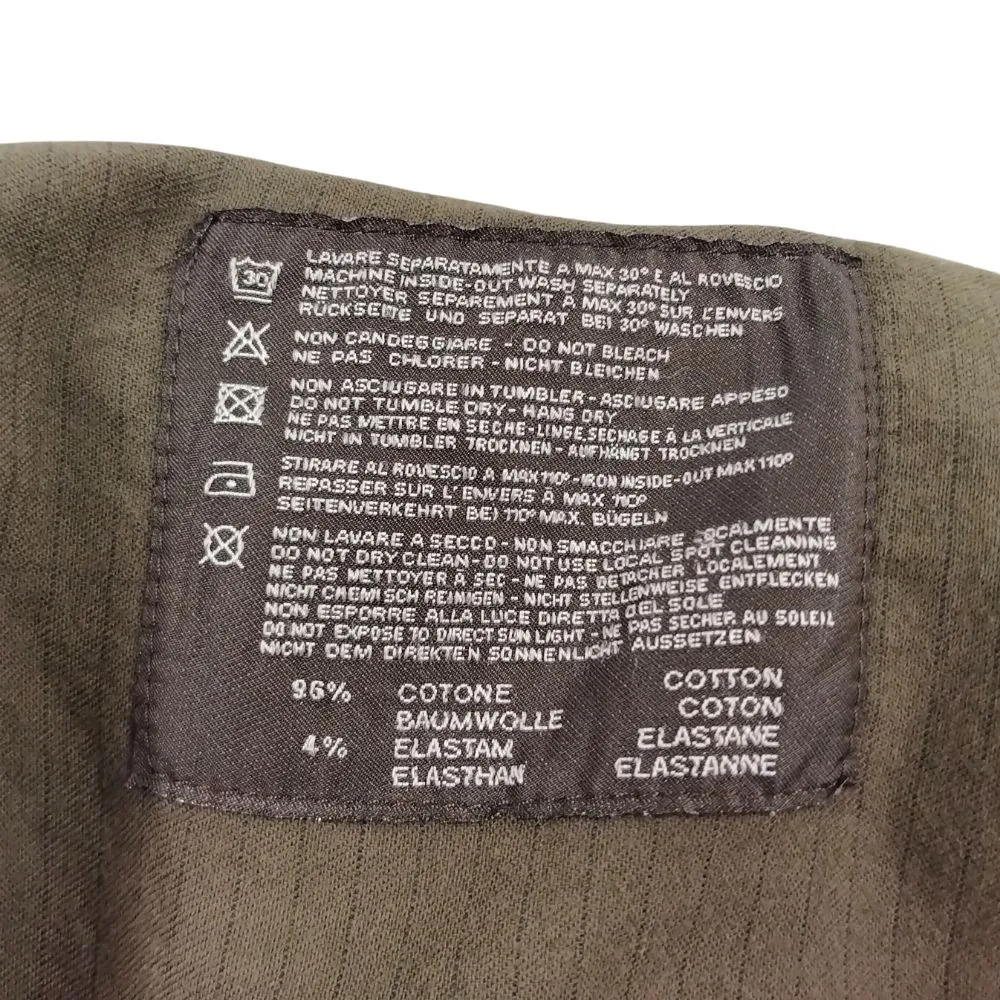 30
LAVARE SEPARATAMENTE A MAX 30° E AL ROVESCIO
MACHINE INSIDE-OUT WASH SEPARATELY
NETTOYER SEPAREMENT A MAX 30° SUR L'ENVERS
RÜCKSEITE UND SEPARAT BEI 30° WASCHEN
NON CANDEGGIARE - DO NOT BLEACH
NE PAS CHLORER - NICHT BLEICHEN
NON ASCIUGARE IN TUMBLER - ASCIUGARE APPESO
DO NOT TUMBLE DRY - HANG DRY
NE PAS METTRE EN SECHE-LINGE, SECHAGE À LA VERTICALE
NICHT IN TUMBLER TROCKNEN - AUFHÄNGT TROCKNEN
STIRARE AL ROVESCIO A MAX 110° - IRON INSIDE-OUT MAX 110°
REPASSER SUR L'ENVERS À MAX 110°
SEITENVERKEHRT BEI 110° MAX. BÜGELN
NON LAVARE A SECCO - NON SMACCHIARE LOCALMENTE
DO NOT DRY CLEAN - DO NOT USE LOCAL SPOT CLEANING
NE PAS NETTOYER A SEC - NE PAS DETACHER LOCALEMENT
NICHT CHEMISCH REINIGEN - NICHT STELLENWEISE ENTFLECKEN
NON ESPORRE ALLA LUCE DIRETTA DEL SOLE
DO NOT EXPOSE TO DIRECT SUN LIGHT - NE PAS SECHER AU SOLEIL
NICHT DEM DIREKTEN SONNENLICHT AUSSETZEN
96% COTONE COTTON
BAUMWOLLE COTON
4% ELASTAM ELASTANE
ELASTHAN ELASTANNE